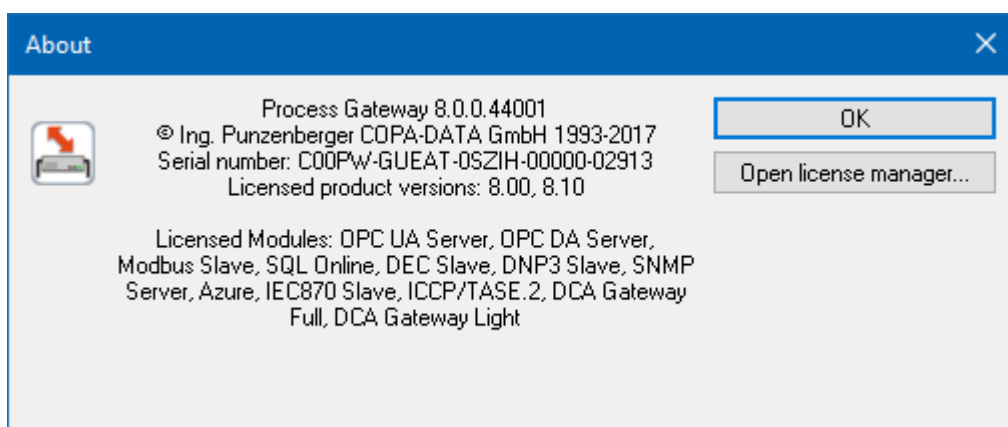 About
Process Gateway 8.0.0.44001
© Ing. Punzenberger COPA-DATA GmbH 1993-2017
Serial number: C00PW-GUEAT-0SZIH-00000-02913
Licensed product versions: 8.00, 8.10
Licensed Modules: OPC UA Server, OPC DA Server,
Modbus Slave, SQL Online, DEC Slave, DNP3 Slave, SNMP
Server, Azure, IEC870 Slave, ICCP/TASE.2, DCA Gateway
Full, DCA Gateway Light
OK
Open license manager...